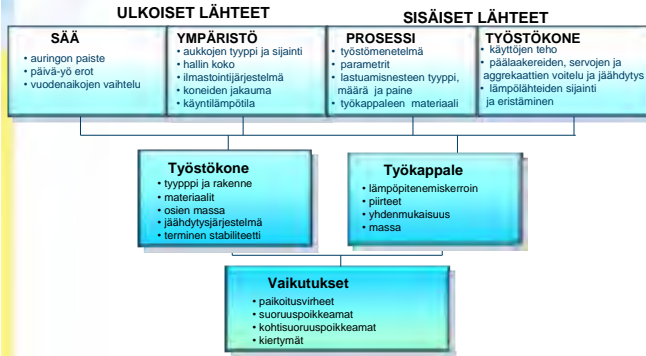 ULKOISET LÄHTEET
SISÄISET LÄHTEET
SÄÄ
• auringon paiste
• päivä-yö erot
• vuodenaikojen vaihtelu
YMPÄRISTÖ
• aukkojen tyyppi ja sijainti
• hallin koko
• ilmastointijärjestelmä
• koneiden jakauma
• käyntilämpötila
PROSESSI
• työstömenetelmä
• parametrit
• lastuamisnesteen tyyppi,
määrä ja paine
• työkappaleen materiaali
TYÖSTÖKONE
• käyttöjen teho
• päälaakereiden, servojen ja
aggrekaattien voitelu ja jäähdytys
• lämpölähteiden sijainti
ja eristäminen
Työstökone
• tyypppi ja rakenne
• materiaalit
• osien massa
• jäähdytysjärjestelmä
• terminen stabiliteetti
Työkappale
• lämpöpitenemiskerroin
• piirteet
• yhdenmukaisuus
• massa
Vaikutukset
• paikoitusvirheet
• suoruuspoikkeamat
• kohtisuoruuspoikkeamat
• kiertymät